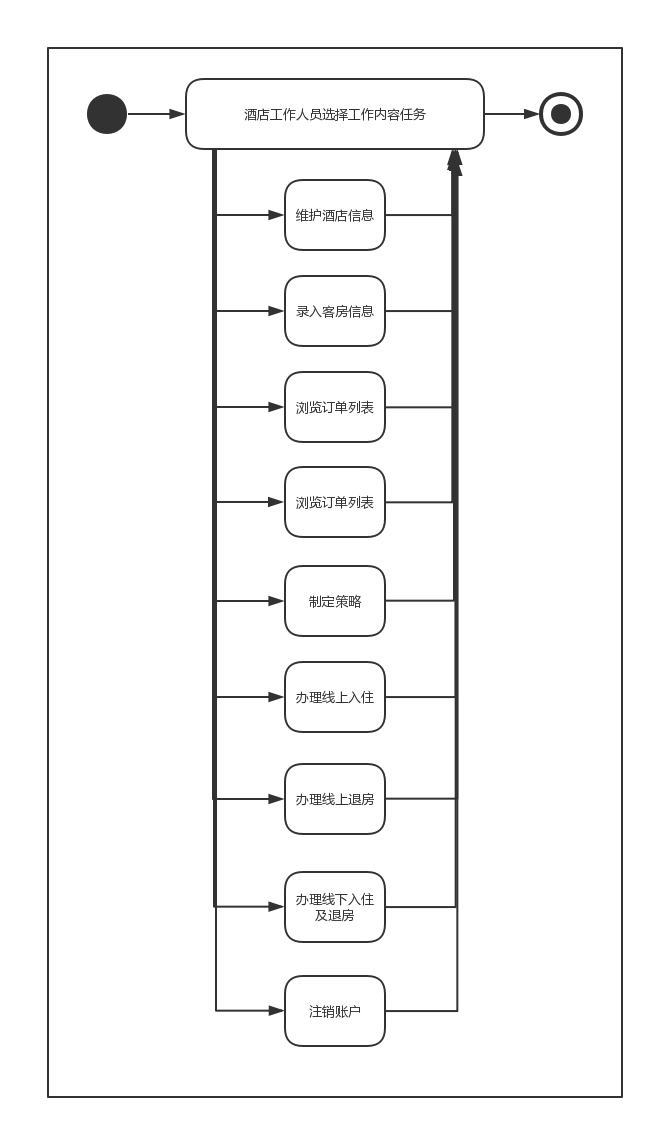 酒店工作人员选择工作内容任务
维护酒店信息
录入客房信息
浏览订单列表
浏览订单列表
制定策略
办理线上入住
办理线上退房
办理线下入住
及退房
注销账户